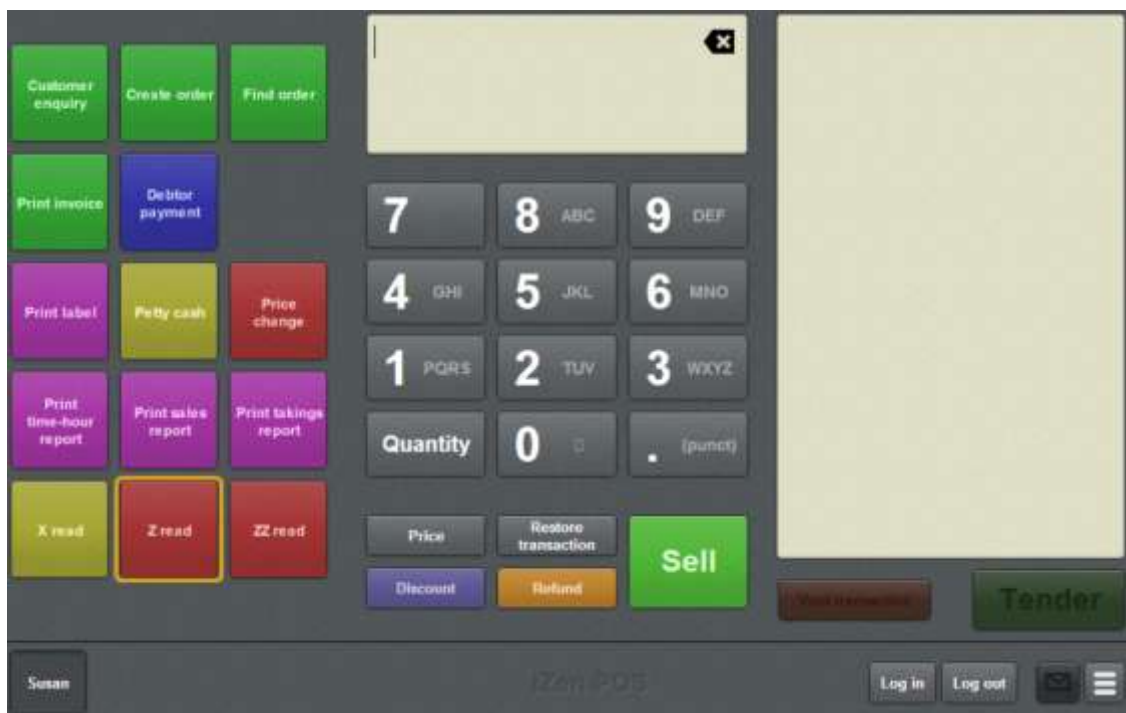 Customer
enquiry
Create order
Find order
Print invoice
Debtor
payment
Print label
Petty cash
Price
change
Print
time-hour
report
Print sales
report
Print takings
report
X read
Z read
ZZ read
7
8 ABC
9 DEF
4 GHI
5 JKL
6 MNO
1 PQRS
2 TUV
3 WXYZ
Quantity
0
. (punct)
Price
Restore
transaction
Sell
Discount
Refund
Void transaction
Tender
Susan
Log in
Log out